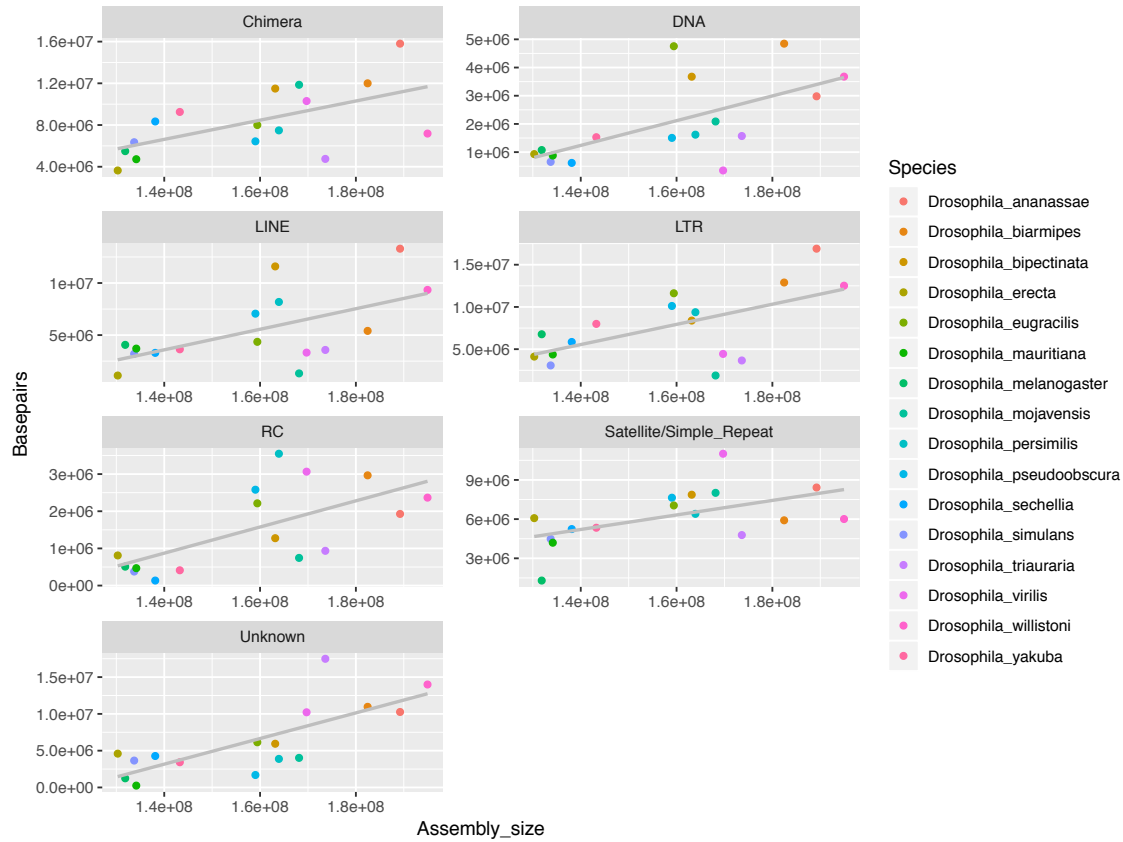 Chimera
DNA
1.6e+07
1.2e+07
8.0e+06
4.0e+06
1.4e+08 1.6e+08 1.8e+08
5e+06
4e+06
3e+06
2e+06
1e+06
1.4e+08 1.6e+08 1.8e+08
LINE
LTR
1e+07
5e+06
1.4e+08 1.6e+08 1.8e+08
1.5e+07
1.0e+07
5.0e+06
1.4e+08 1.6e+08 1.8e+08
RC
Satellite/Simple_Repeat
3e+06
2e+06
1e+06
0e+00
1.4e+08 1.6e+08 1.8e+08
9e+06
6e+06
3e+06
1.4e+08 1.6e+08 1.8e+08
Unknown
1.5e+07
1.0e+07
5.0e+06
0.0e+00
1.4e+08 1.6e+08 1.8e+08
Basepairs
Assembly_size
Species
Drosophila_ananassae
Drosophila_biarmipes
Drosophila_bipectinata
Drosophila_erecta
Drosophila_eugracilis
Drosophila_mauritiana
Drosophila_melanogaster
Drosophila_mojavensis
Drosophila_persimilis
Drosophila_pseudoobscura
Drosophila_sechellia
Drosophila_simulans
Drosophila_triauraria
Drosophila_virilis
Drosophila_willistoni
Drosophila_yakuba